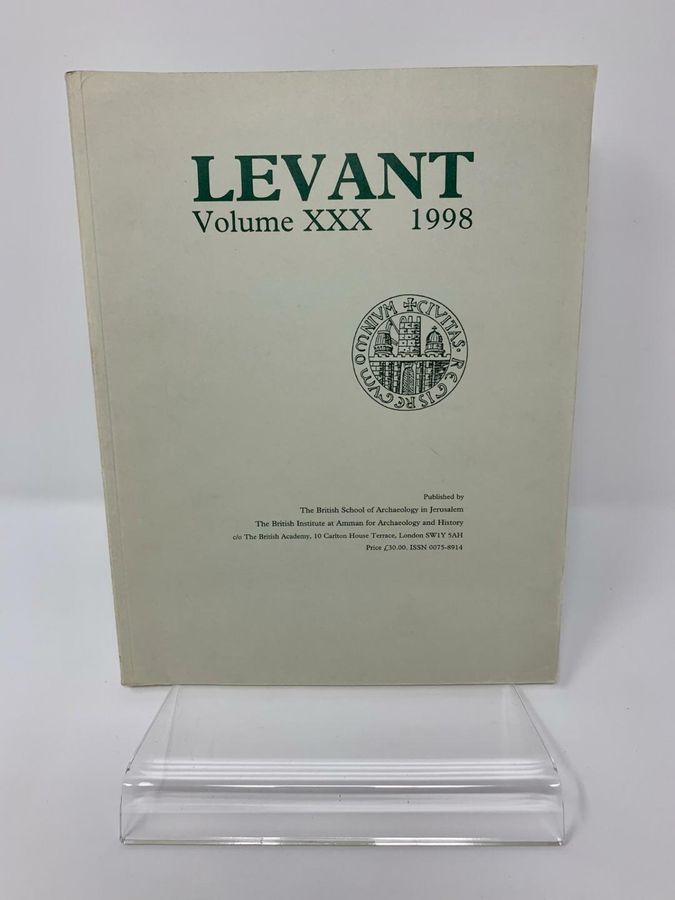 LEVANT
Volume XXX 1998
✠CIVITAS·REGIS REGVM OMNIVM
Published by
The British School of Archaeology in Jerusalem
The British Institute at Amman for Archaeology and History
c/o The British Academy, 10 Carlton House Terrace, London SW1Y 5AH
Price £30.00. ISSN 0075-8914